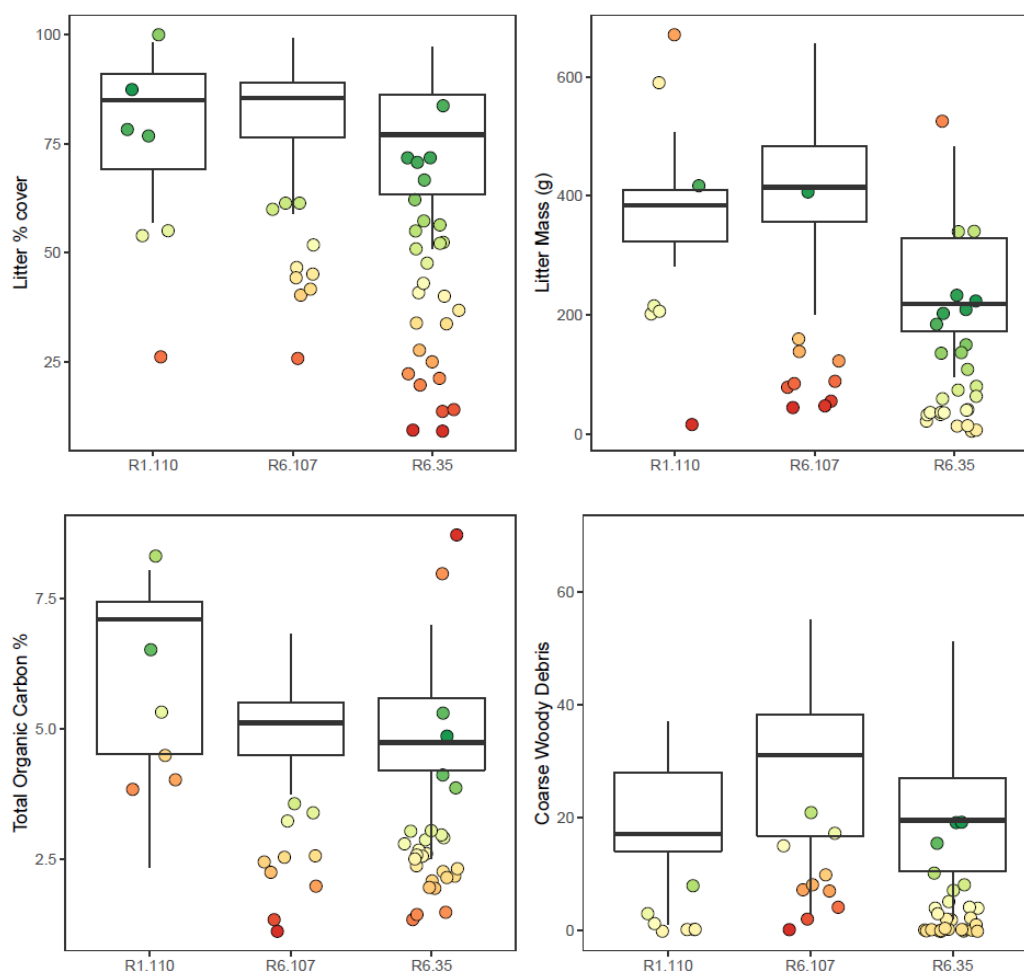 Litter % cover
100
75
50
25
R1.110 R6.107 R6.35
Litter Mass (g)
600
400
200
0
R1.110 R6.107 R6.35
Total Organic Carbon %
7.5
5.0
2.5
R1.110 R6.107 R6.35
Coarse Woody Debris
60
40
20
0
R1.110 R6.107 R6.35